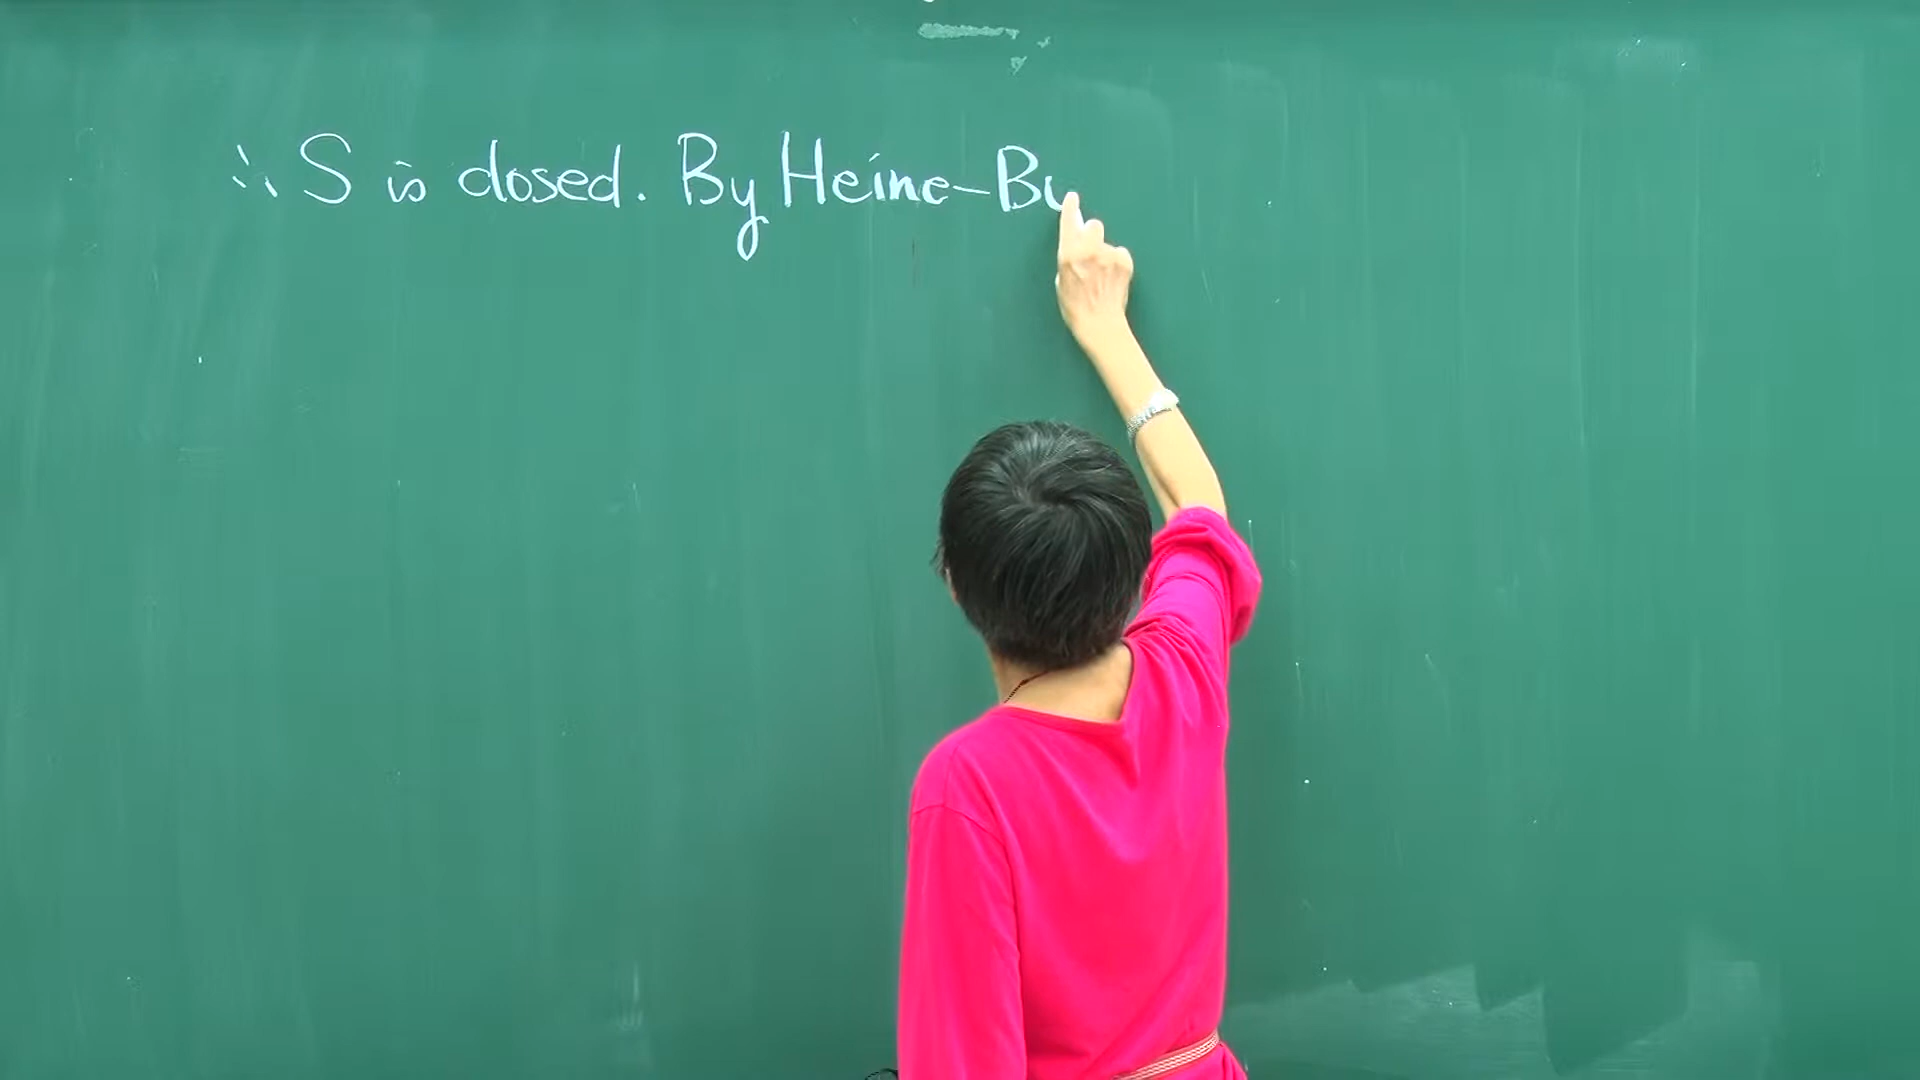 ∴ S is closed. By Heine-B